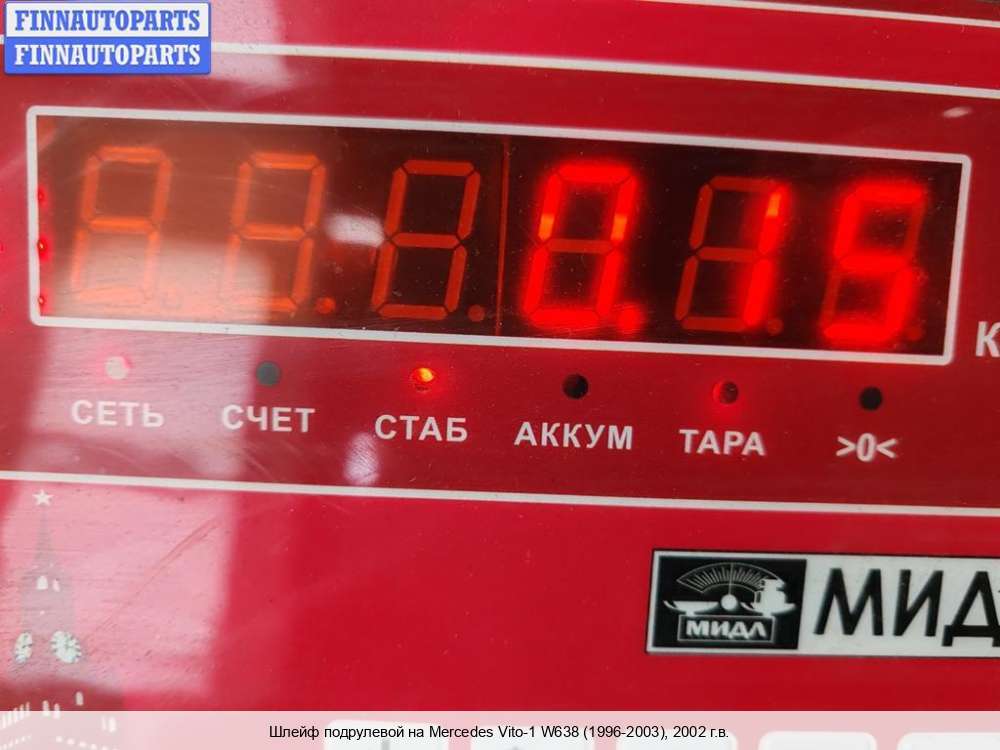 FINNAUTOPARTS
FINNAUTOPARTS
0.15
К
СЕТЬ СЧЕТ СТАБ АККУМ ТАРА >0<
МИДЛ МИД
Шлейф подрулевой на Mercedes Vito-1 W638 (1996-2003), 2002 г.в.